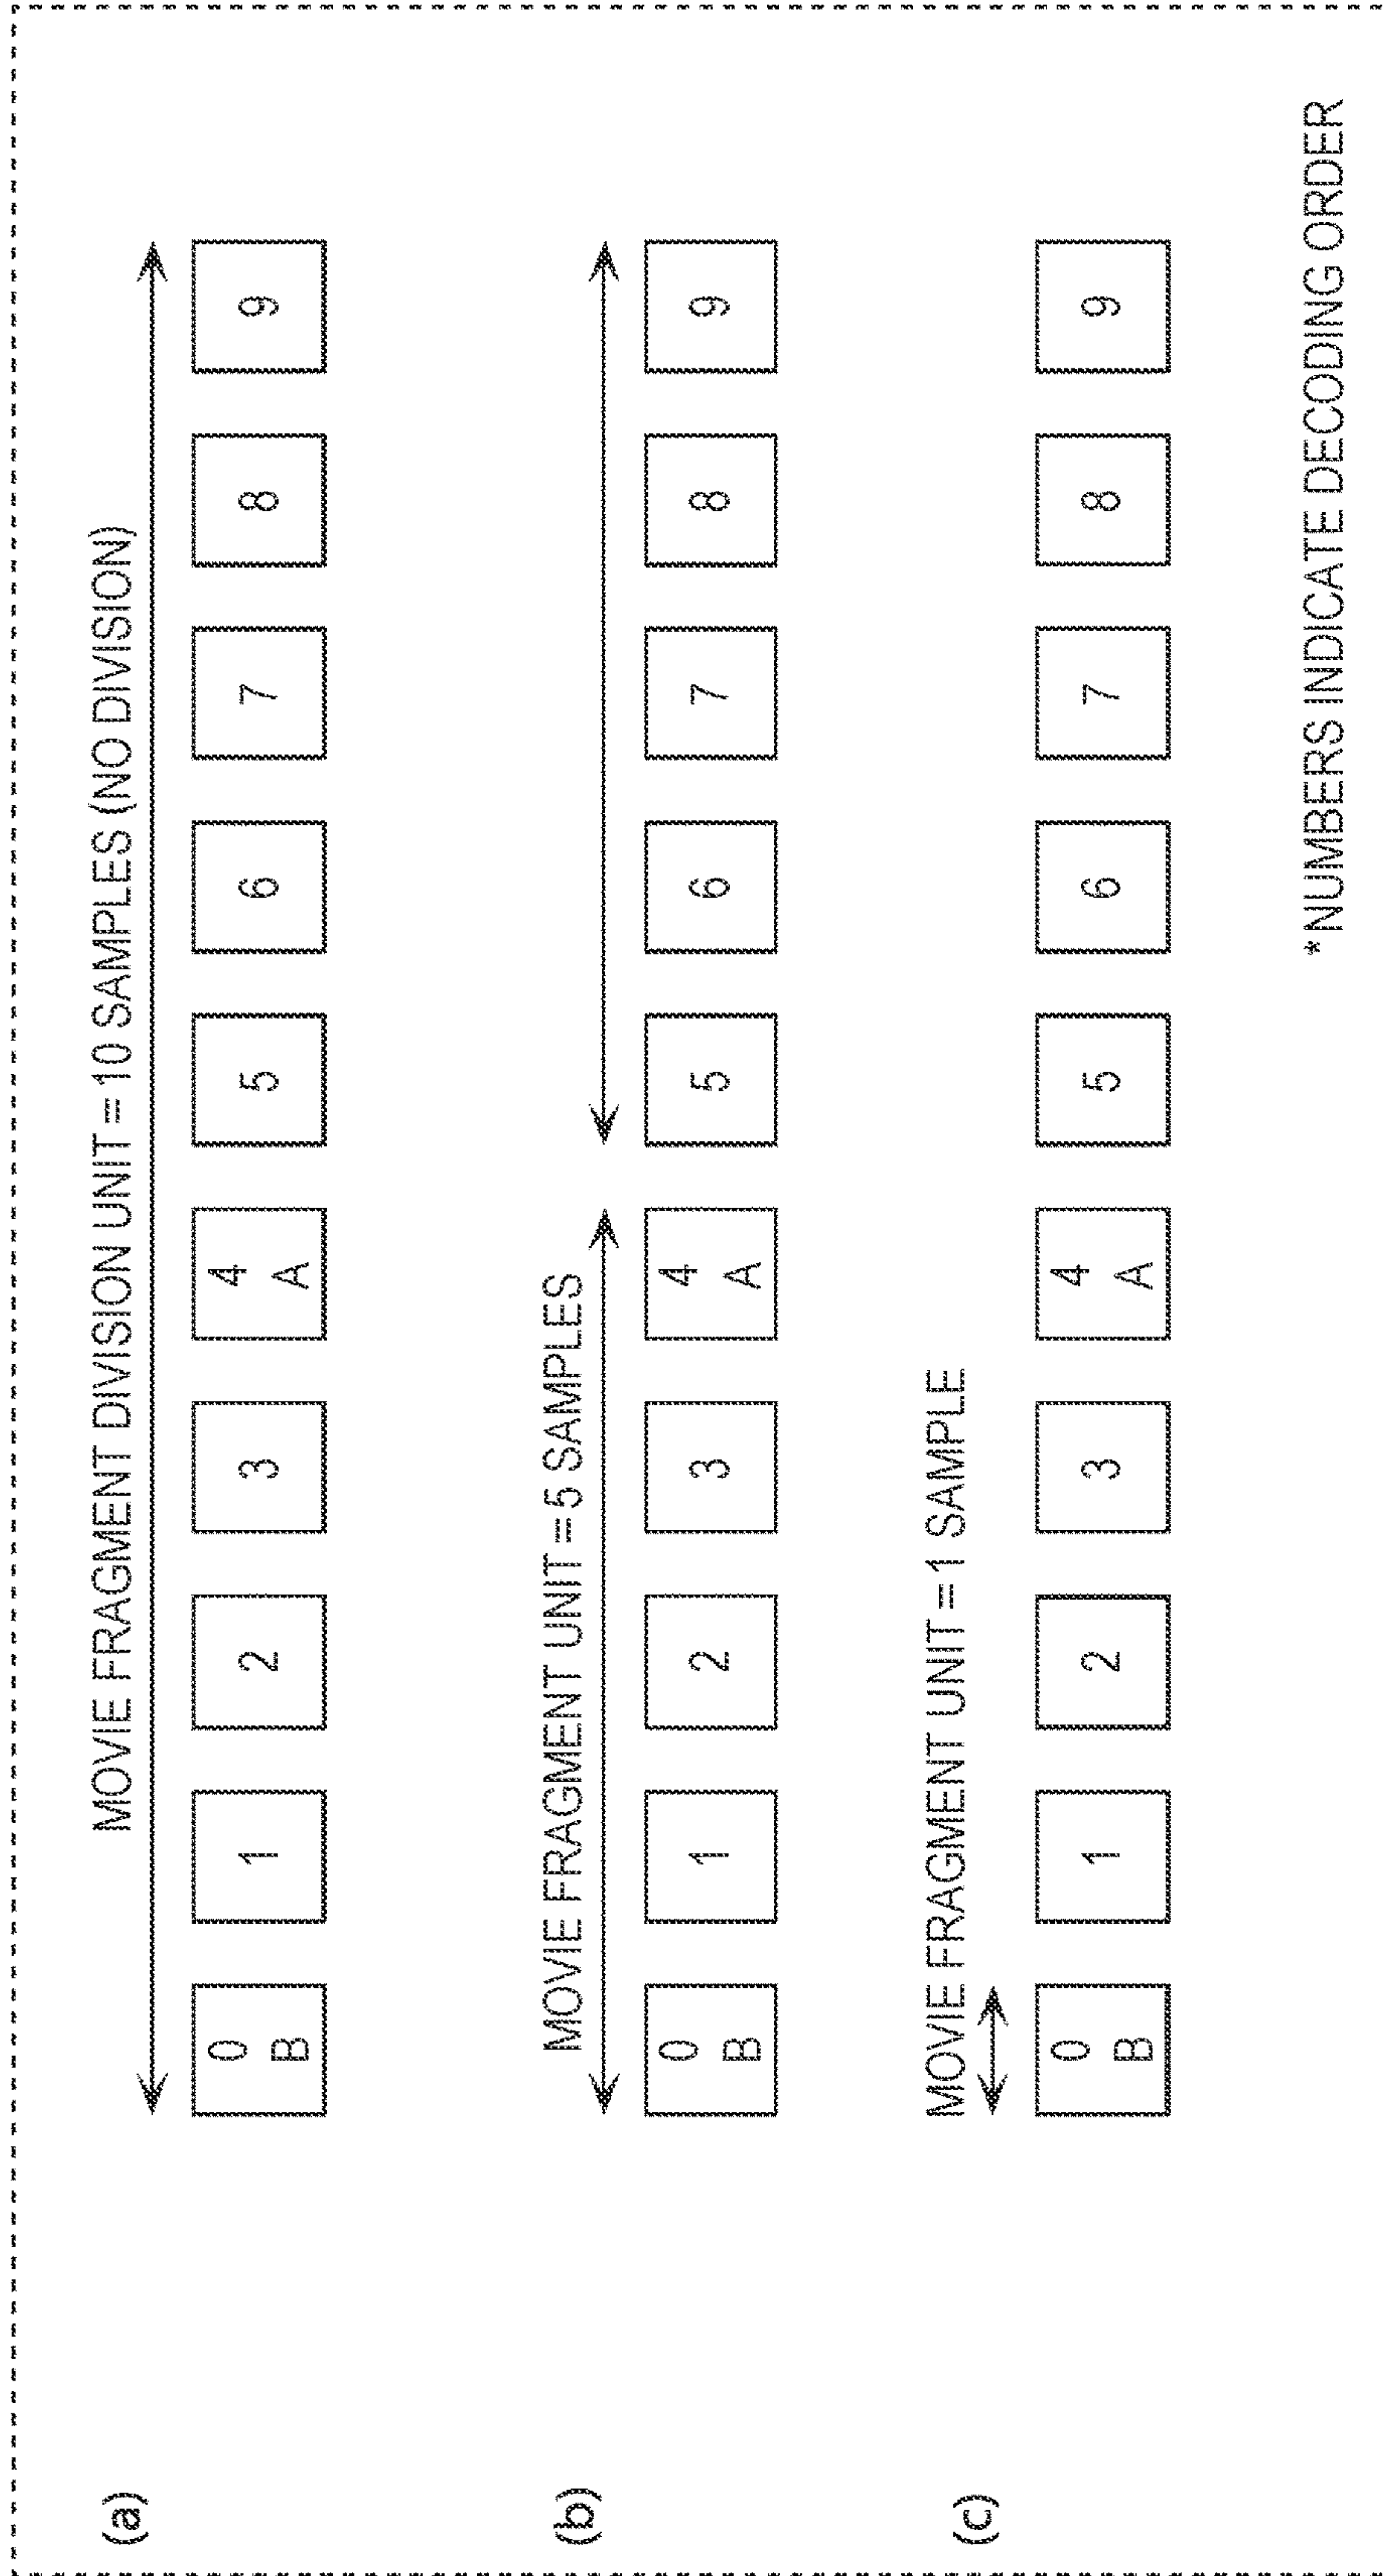 (a)
MOVIE FRAGMENT DIVISION UNIT = 10 SAMPLES (NO DIVISION)
0 1 2 3 4 5 6 7 8 9
B A
(b)
MOVIE FRAGMENT UNIT = 5 SAMPLES
0 1 2 3 4 5 6 7 8 9
B A
(c)
MOVIE FRAGMENT UNIT = 1 SAMPLE
0 1 2 3 4 5 6 7 8 9
B A
*NUMBERS INDICATE DECODING ORDER